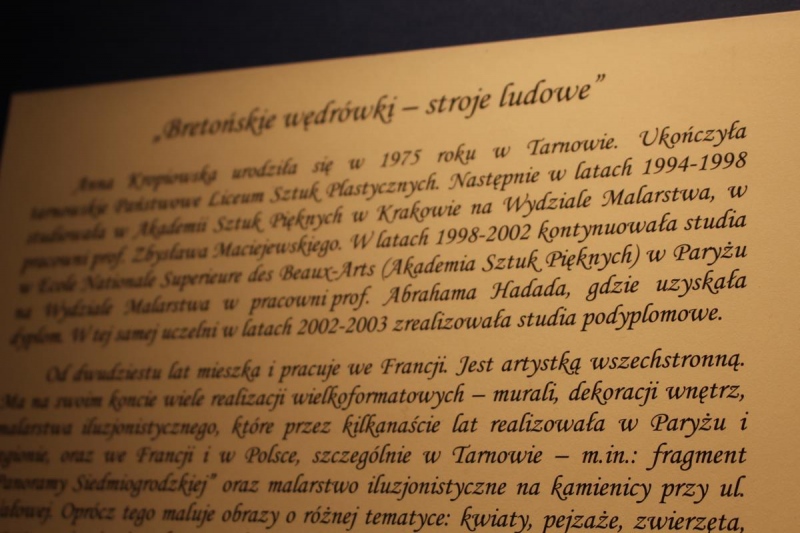 „Bretońskie wędrówki – stroje ludowe”
Anna Kropiowska urodziła się w 1975 roku w Tarnowie. Ukończyła
tarnowskie Państwowe Liceum Sztuk Plastycznych. Następnie w latach 1994-1998
studiowała w Akademii Sztuk Pięknych w Krakowie na Wydziale Malarstwa, w
pracowni prof. Zbysława Maciejewskiego. W latach 1998-2002 kontynuowała studia
w Ecole Nationale Superieure des Beaux-Arts (Akademia Sztuk Pięknych) w Paryżu
na Wydziale Malarstwa w pracowni prof. Abrahama Hadada, gdzie uzyskała
dyplom. W tej samej uczelni w latach 2002-2003 zrealizowała studia podyplomowe.
Od dwudziestu lat mieszka i pracuje we Francji. Jest artystką wszechstronną.
Ma na swoim koncie wiele realizacji wielkoformatowych – murali, dekoracji wnętrz,
malarstwa iluzjonistycznego, które przez kilkanaście lat realizowała w Paryżu i
regionie, oraz we Francji i w Polsce, szczególnie w Tarnowie – m.in.: fragment
Panoramy Siedmiogrodzkiej” oraz malarstwo iluzjonistyczne na kamienicy przy ul.
Oprócz tego maluje obrazy o różnej tematyce: kwiaty, pejzaże, zwierzęta,